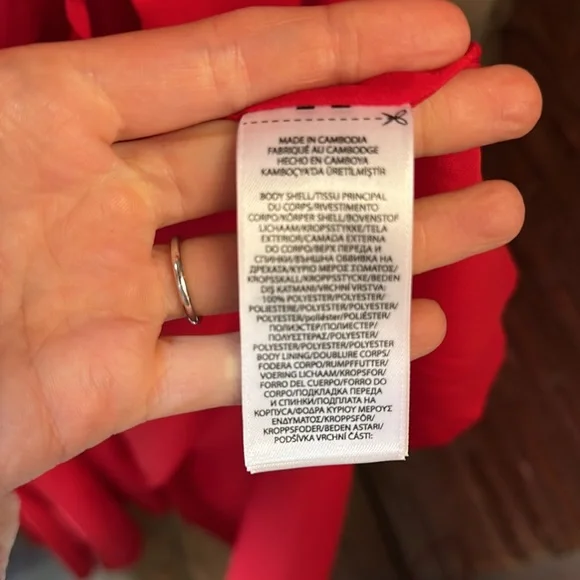 MADE IN CAMBODIA
FABRIQUÉ AU CAMBODGE
HECHO EN CAMBOYA
KAMBOÇYA'DA ÜRETİLMİŞTİR
BODY SHELL/TISSU PRINCIPAL
DU CORPS/RIVESTIMENTO
CORPO/KÖRPER SHELL/BOVENSTOF
LICHAAM/KROPSSTYKKE/TELA
EXTERIOR/CAMADA EXTERNA
DO CORPO/ВЕРХ ПЕРЕДА И
СПИНКИ/ВЪНШНА ОБВИВКА НА
ДРЕХАТА/ΚΥΡΙΟ ΜΕΡΟΣ ΣΩΜΑΤΟΣ/
KROPPSSKALL/KROPPSSTYCKE/BEDEN
DIŞ KATMANI/VRCHNÍ VRSTVA:
100% POLYESTER/POLYESTER/
POLIESTERE/POLYESTER/POLYESTER/
POLYESTER/poliéster/POLIÉSTER/
ПОЛИЭСТЕР/ПОЛИЕСТЕР/
ΠΟΛΥΕΣΤΕΡΑΣ/POLYESTER/
POLYESTER/POLYESTER/POLYESTER
BODY LINING/DOUBLURE CORPS/
FODERA CORPO/RUMPFFUTTER/
VOERING LICHAAM/KROPSFOR/
FORRO DEL CUERPO/FORRO DO
CORPO/ПОДКЛАДКА ПЕРЕДА
И СПИНКИ/ПОДПЛАТА НА
КОРПУСА/ΦΟΔΡΑ ΚΥΡΙΟΥ ΜΕΡΟΥΣ
ΕΝΔΥΜΑΤΟΣ/KROPPSFÔR/
KROPPSFODER/BEDEN ASTARI/
PODŠÍVKA VRCHNÍ ČÁSTI: